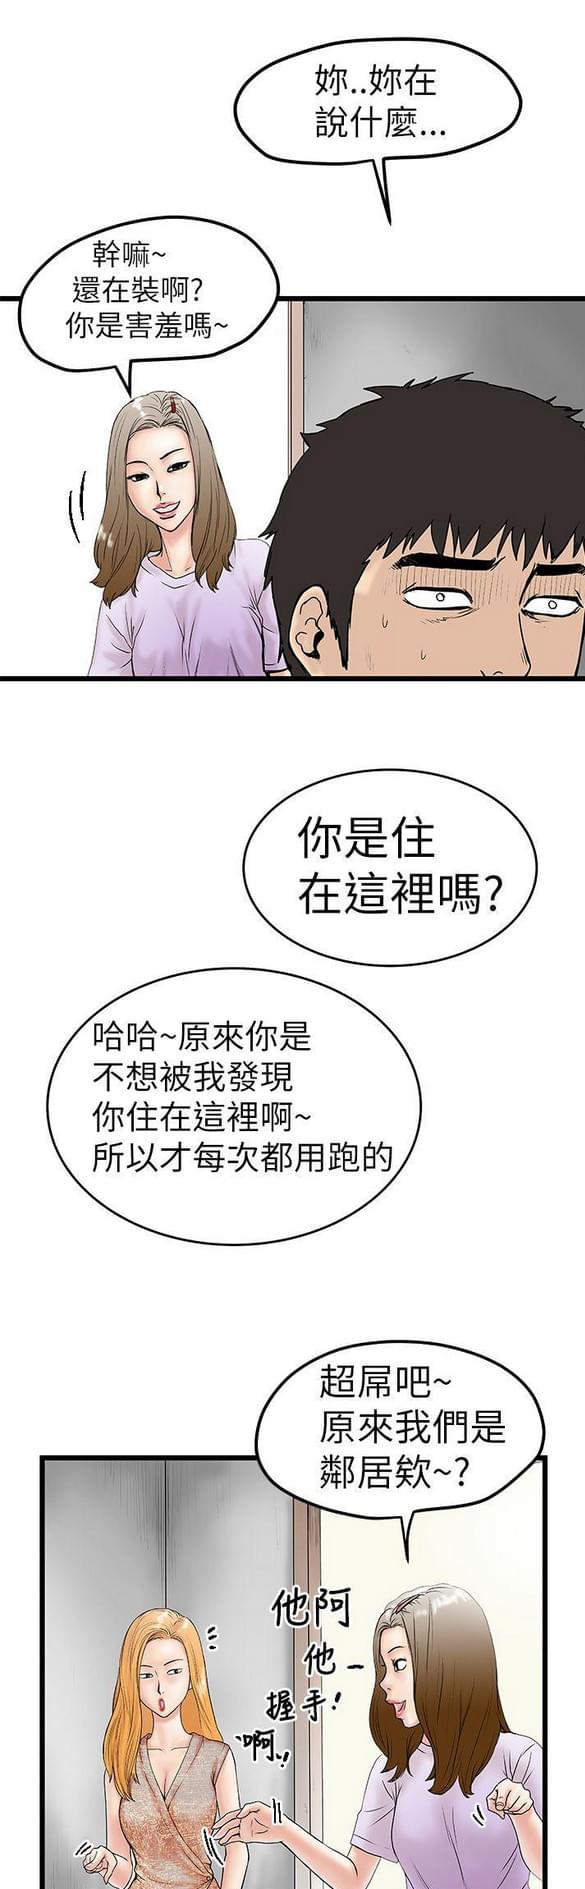 妳..妳在
說什麼...
幹嘛~
還在裝啊?
你是害羞嗎~
你是住
在這裡嗎?
哈哈~原來你是
不想被我發現
你住在這裡啊~
所以才每次都用跑的
超屌吧~
原來我們是
鄰居欸~?
阿他一握手!
他
啊!